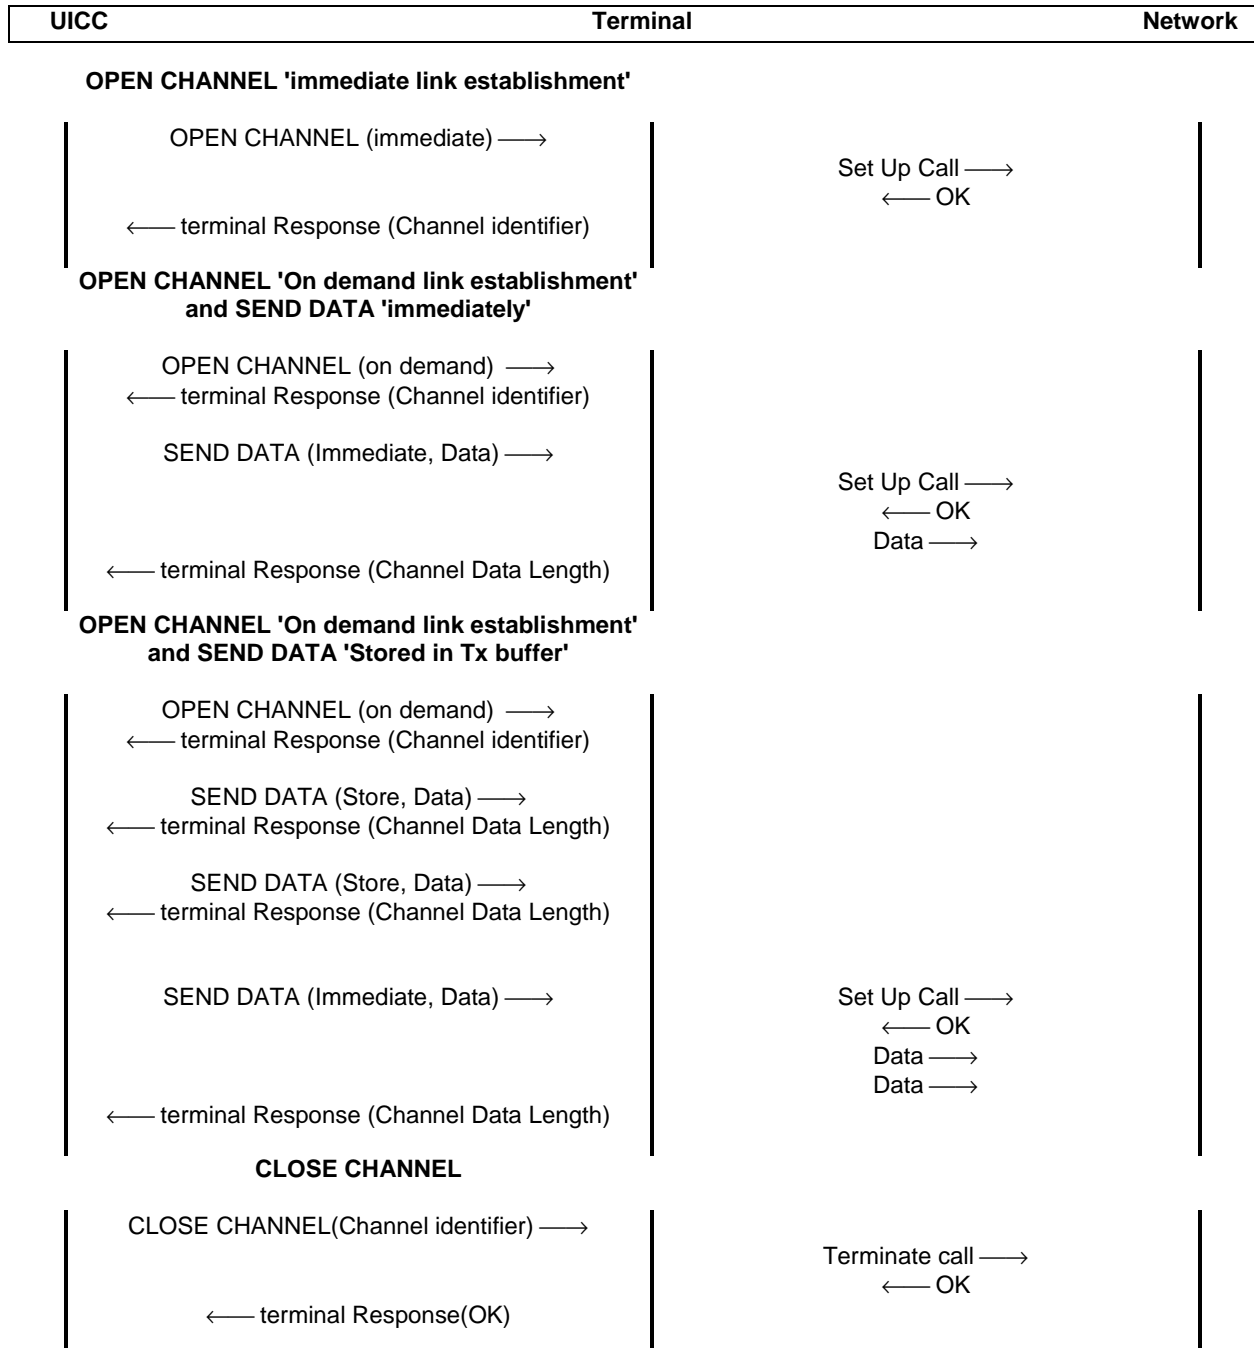 UICC Terminal Network
OPEN CHANNEL 'immediate link establishment'
OPEN CHANNEL (immediate) ⟶
Set Up Call ⟶
⟵ OK
⟵ terminal Response (Channel identifier)
OPEN CHANNEL 'On demand link establishment'
and SEND DATA 'immediately'
OPEN CHANNEL (on demand) ⟶
⟵ terminal Response (Channel identifier)
SEND DATA (Immediate, Data) ⟶
Set Up Call ⟶
⟵ OK
Data ⟶
⟵ terminal Response (Channel Data Length)
OPEN CHANNEL 'On demand link establishment'
and SEND DATA 'Stored in Tx buffer'
OPEN CHANNEL (on demand) ⟶
⟵ terminal Response (Channel identifier)
SEND DATA (Store, Data) ⟶
⟵ terminal Response (Channel Data Length)
SEND DATA (Store, Data) ⟶
⟵ terminal Response (Channel Data Length)
SEND DATA (Immediate, Data) ⟶ Set Up Call ⟶
⟵ OK
Data ⟶
Data ⟶
⟵ terminal Response (Channel Data Length)
CLOSE CHANNEL
CLOSE CHANNEL(Channel identifier) ⟶
Terminate call ⟶
⟵ OK
⟵ terminal Response(OK)